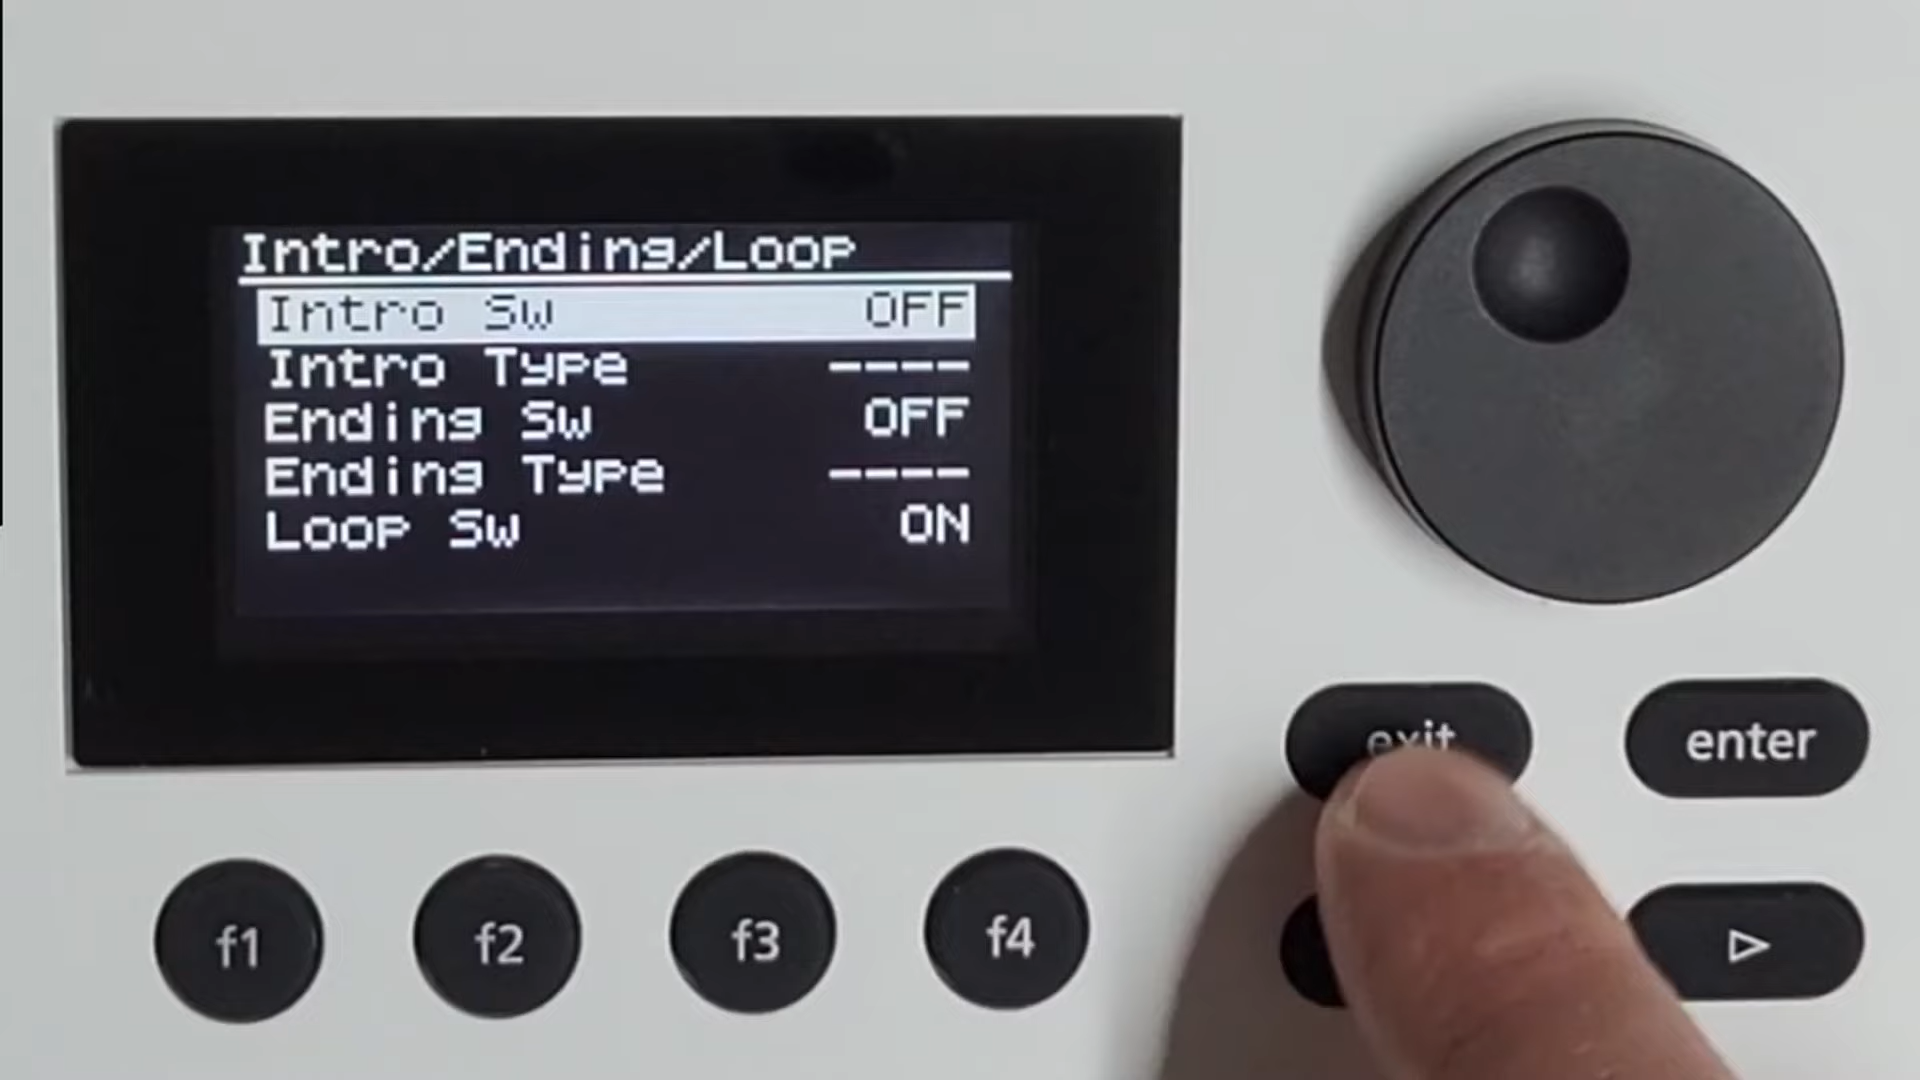 Intro/Ending/Loop
Intro Sw OFF
Intro Type ----
Ending Sw OFF
Ending Type ----
Loop Sw ON
exit
enter
f1
f2
f3
f4